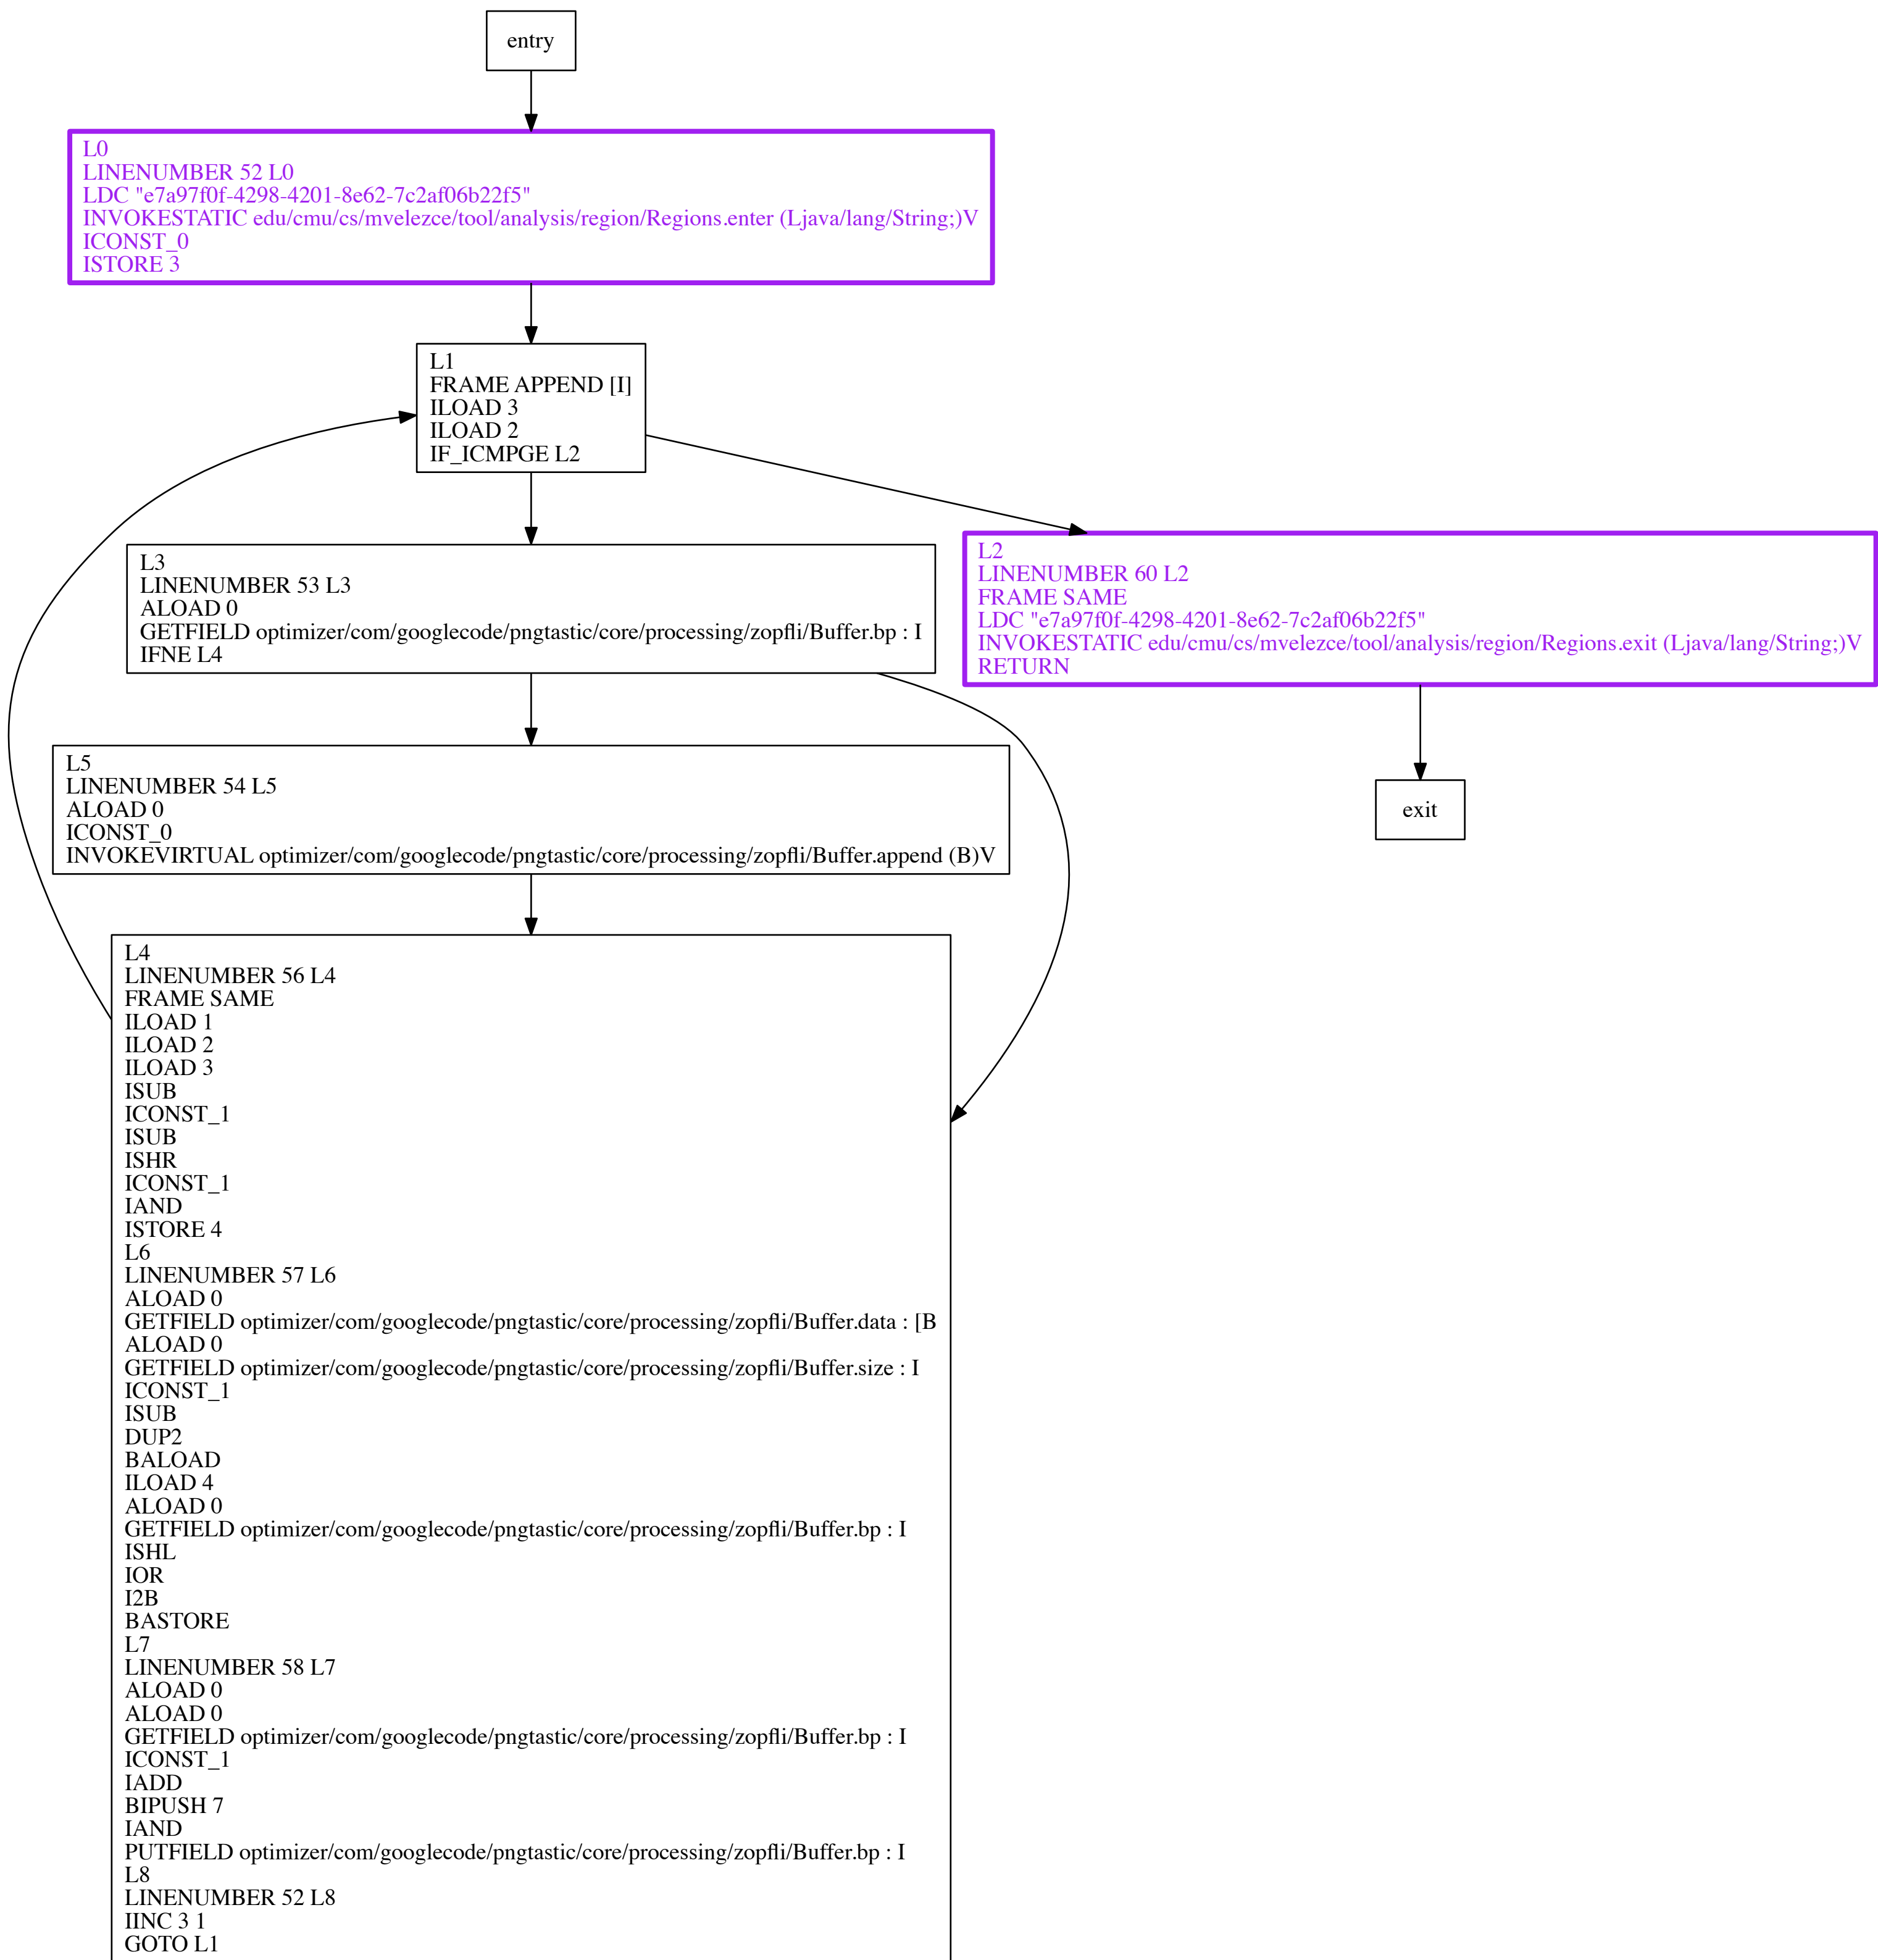 entry
L0
LINENUMBER 52 L0
LDC "e7a97f0f-4298-4201-8e62-7c2af06b22f5"
INVOKESTATIC edu/cmu/cs/mvelezce/tool/analysis/region/Regions.enter (Ljava/lang/String;)V
ICONST_0
ISTORE 3
L1
FRAME APPEND [I]
ILOAD 3
ILOAD 2
IF_ICMPGE L2
L3
LINENUMBER 53 L3
ALOAD 0
GETFIELD optimizer/com/googlecode/pngtastic/core/processing/zopfli/Buffer.bp : I
IFNE L4
L2
LINENUMBER 60 L2
FRAME SAME
LDC "e7a97f0f-4298-4201-8e62-7c2af06b22f5"
INVOKESTATIC edu/cmu/cs/mvelezce/tool/analysis/region/Regions.exit (Ljava/lang/String;)V
RETURN
L5
LINENUMBER 54 L5
ALOAD 0
ICONST_0
INVOKEVIRTUAL optimizer/com/googlecode/pngtastic/core/processing/zopfli/Buffer.append (B)V
exit
L4
LINENUMBER 56 L4
FRAME SAME
ILOAD 1
ILOAD 2
ILOAD 3
ISUB
ICONST_1
ISUB
ISHR
ICONST_1
IAND
ISTORE 4
L6
LINENUMBER 57 L6
ALOAD 0
GETFIELD optimizer/com/googlecode/pngtastic/core/processing/zopfli/Buffer.data : [B
ALOAD 0
GETFIELD optimizer/com/googlecode/pngtastic/core/processing/zopfli/Buffer.size : I
ICONST_1
ISUB
DUP2
BALOAD
ILOAD 4
ALOAD 0
GETFIELD optimizer/com/googlecode/pngtastic/core/processing/zopfli/Buffer.bp : I
ISHL
IOR
I2B
BASTORE
L7
LINENUMBER 58 L7
ALOAD 0
ALOAD 0
GETFIELD optimizer/com/googlecode/pngtastic/core/processing/zopfli/Buffer.bp : I
ICONST_1
IADD
BIPUSH 7
IAND
PUTFIELD optimizer/com/googlecode/pngtastic/core/processing/zopfli/Buffer.bp : I
L8
LINENUMBER 52 L8
IINC 3 1
GOTO L1